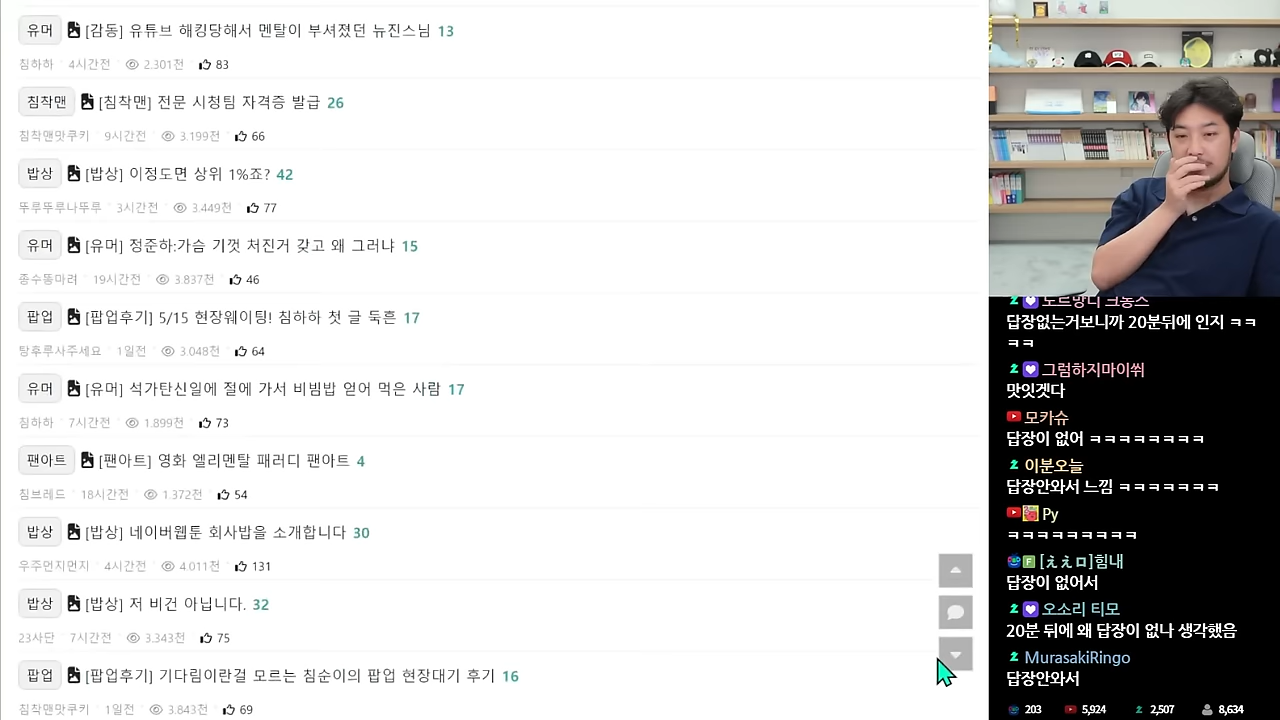 유머 [감동] 유튜브 해킹당해서 멘탈이 부셔졌던 뉴진스님 13
침하하 4시간전 2.301천 83
침착맨 [침착맨] 전문 시청팀 자격증 발급 26
침착맨맛쿠키 9시간전 3.199천 66
밥상 [밥상] 이정도면 상위 1%죠? 42
뚜루뚜루나뚜루 3시간전 3.449천 77
유머 [유머] 정준하:가슴 기껏 처진거 갖고 왜 그러냐 15
종수똥마려 19시간전 3.837천 46
팝업 [팝업후기] 5/15 현장웨이팅! 침하하 첫 글 둑흔 17
탕후루사주세요 1일전 3.048천 64
유머 [유머] 석가탄신일에 절에 가서 비빔밥 얻어 먹은 사람 17
침하하 7시간전 1.899천 73
팬아트 [팬아트] 영화 엘리멘탈 패러디 팬아트 4
침브레드 18시간전 1.372천 54
밥상 [밥상] 네이버웹툰 회사밥을 소개합니다 30
우주먼지먼지 4시간전 4.011천 131
밥상 [밥상] 저 비건 아닙니다. 32
23사단 7시간전 3.343천 75
팝업 [팝업후기] 기다림이란걸 모르는 침순이의 팝업 현장대기 후기 16
침착맨맛쿠키 1일전 3.843천 69
답장없는거보니까 20분뒤에 인지 ㅋㅋ
ㅋㅋ
그럼하지마이쒸
맛잇겟다
모카슈
답장이 없어 ㅋㅋㅋㅋㅋㅋㅋㅋ
이분오늘
답장안와서 느낌 ㅋㅋㅋㅋㅋㅋㅋ
Py
ㅋㅋㅋㅋㅋㅋㅋㅋㅋ
[ええㅁ]힘내
답장이 없어서
오소리 티모
20분 뒤에 왜 답장이 없나 생각했음
MurasakiRingo
답장안와서
203 5,924 2,507 8,634